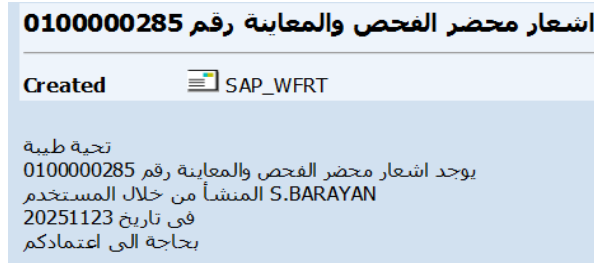 اشعار محضر الفحص والمعاينة رقم 0100000285
Created SAP_WFRT
تحية طيبة
يوجد اشعار محضر الفحص والمعاينة رقم 0100000285
المنشأ من خلال المستخدم S.BARAYAN
فى تاريخ 20251123
بحاجة الى اعتمادكم